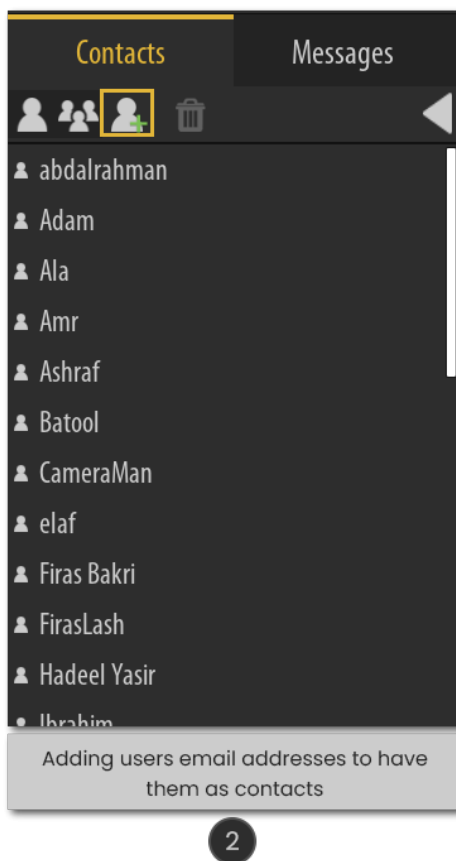 Contacts Messages
abdalrahman
Adam
Ala
Amr
Ashraf
Batool
CameraMan
elaf
Firas Bakri
FirasLash
Hadeel Yasir
Ibrahim
Adding users email addresses to have
them as contacts
2